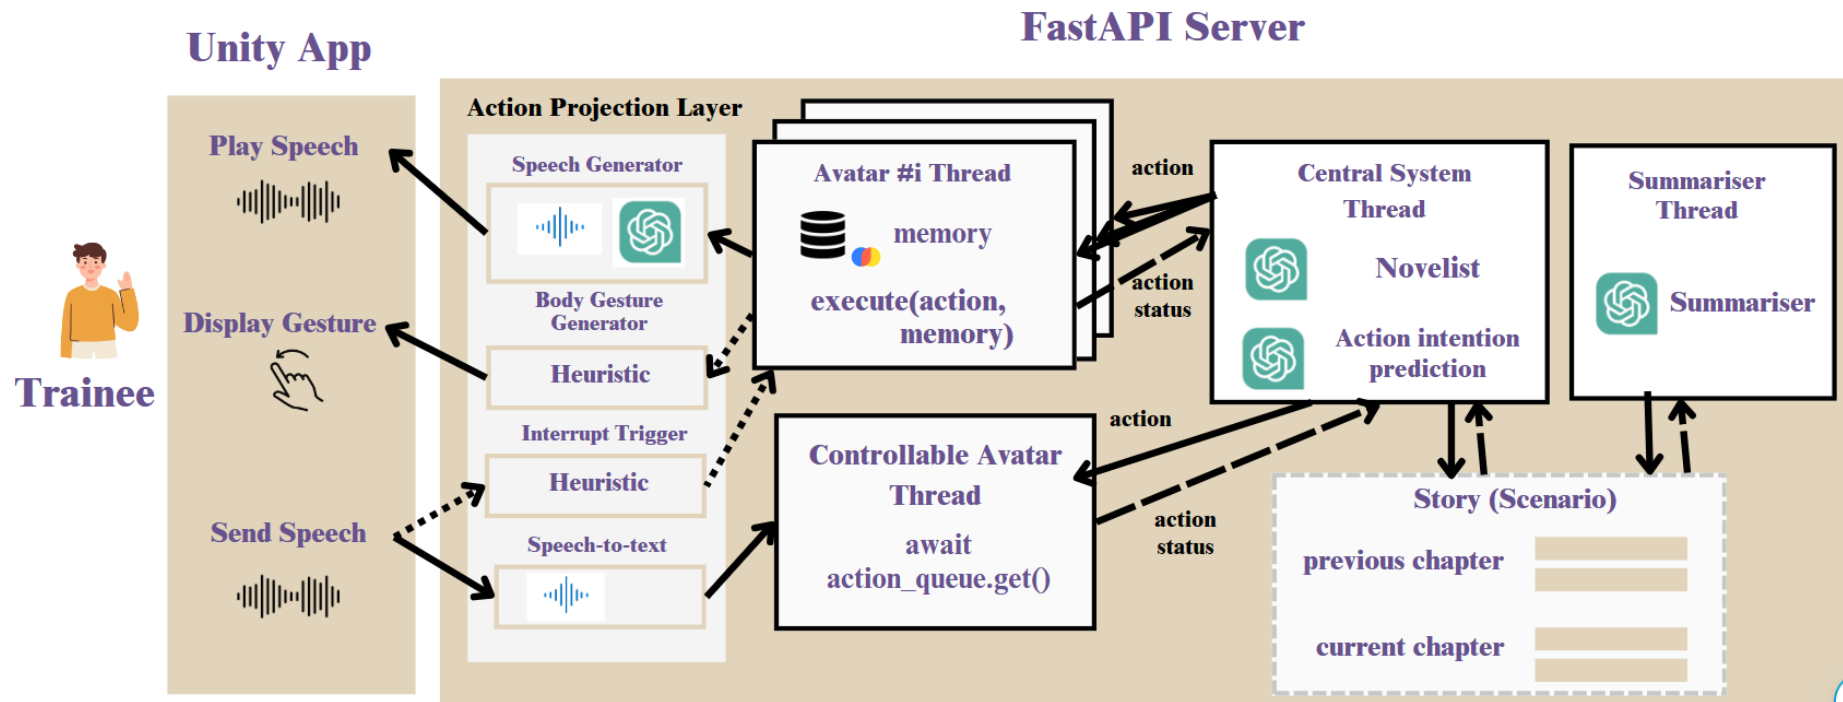 FastAPI Server
Unity App
Action Projection Layer
Play Speech
Display Gesture
Send Speech
Trainee
Speech Generator
Body Gesture
Generator
Heuristic
Interrupt Trigger
Heuristic
Speech-to-text
Avatar #i Thread
memory
execute(action,
memory)
Controllable Avatar
Thread
await
action_queue.get()
action
action
status
action
action
status
Central System
Thread
Novelist
Action intention
prediction
Summariser
Thread
Summariser
Story (Scenario)
previous chapter
current chapter